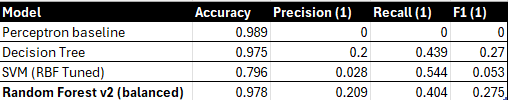 Model Accuracy Precision (1) Recall (1) F1 (1)
Perceptron baseline 0.989 0 0 0
Decision Tree 0.975 0.2 0.439 0.27
SVM (RBF Tuned) 0.796 0.028 0.544 0.053
Random Forest v2 (balanced) 0.978 0.209 0.404 0.275